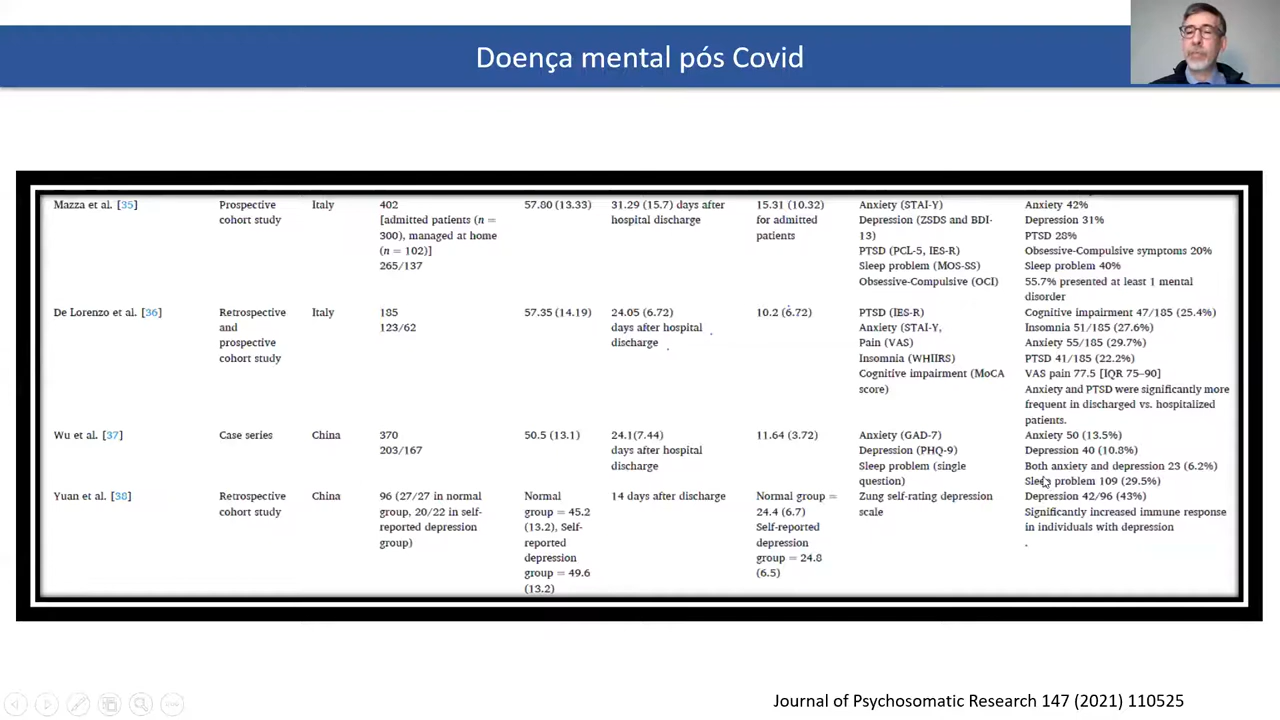 Doença mental pós Covid
Mazza et al. [35]
Prospective
cohort study
Italy
402
[admitted patients (n =
300), managed at home
(n = 102)]
265/137
57.80 (13.33)
31.29 (15.7) days after
hospital discharge
15.31 (10.32)
for admitted
patients
Anxiety (STAI-Y)
Depression (ZSDS and BDI-
13)
PTSD (PCL-5, IES-R)
Sleep problem (MOS-SS)
Obsessive-Compulsive (OCI)
Anxiety 42%
Depression 31%
PTSD 28%
Obsessive-Compulsive symptoms 20%
Sleep problem 40%
55.7% presented at least 1 mental
disorder
De Lorenzo et al. [36]
Retrospective
and
prospective
cohort study
Italy
185
123/62
57.35 (14.19)
24.05 (6.72)
days after hospital
discharge
10.2 (6.72)
PTSD (IES-R)
Anxiety (STAI-Y,
Pain (VAS)
Insomnia (WHIIRS)
Cognitive impairment (MoCA
score)
Cognitive impairment 47/185 (25.4%)
Insomnia 51/185 (27.6%)
Anxiety 55/185 (29.7%)
PTSD 41/185 (22.2%)
VAS pain 77.5 [IQR 75–90]
Anxiety and PTSD were significantly more
frequent in discharged vs. hospitalized
patients.
Wu et al. [37]
Case series
China
370
203/167
50.5 (13.1)
24.1(7.44)
days after hospital
discharge
11.64 (3.72)
Anxiety (GAD-7)
Depression (PHQ-9)
Sleep problem (single
question)
Anxiety 50 (13.5%)
Depression 40 (10.8%)
Both anxiety and depression 23 (6.2%)
Sleep problem 109 (29.5%)
Yuan et al. [38]
Retrospective
cohort study
China
96 (27/27 in normal
group, 20/22 in self-
reported depression
group)
Normal
group = 45.2
(13.2), Self-
reported
depression
group = 49.6
(13.2)
14 days after discharge
Normal group =
24.4 (6.7)
Self-reported
depression
group = 24.8
(6.5)
Zung self-rating depression
scale
Depression 42/96 (43%)
Significantly increased immune response
in individuals with depression
.
Journal of Psychosomatic Research 147 (2021) 110525